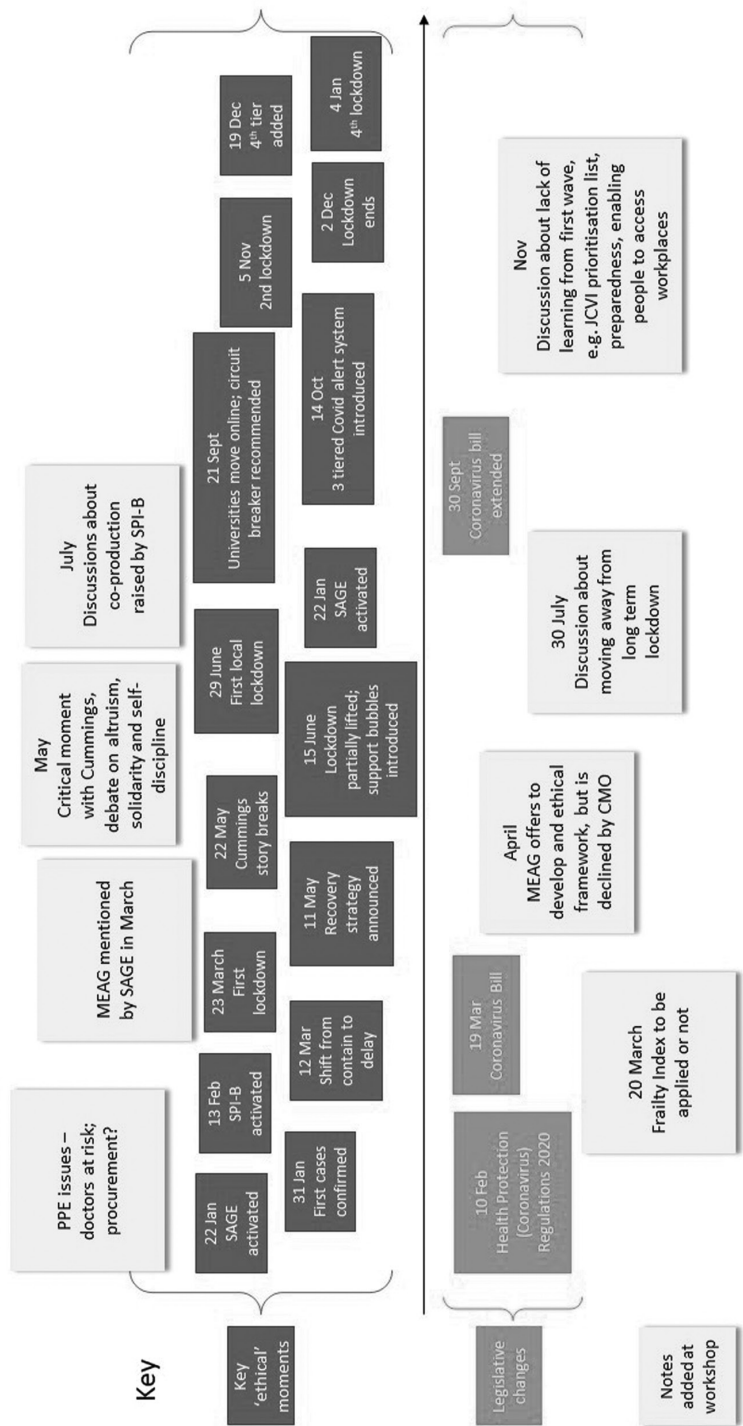 Key
Key
'ethical'
moments
Legislative
changes
Notes
added at
workshop
PPE issues –
doctors at risk;
procurement?
MEAG mentioned
by SAGE in March
May
Critical moment
with Cummings,
debate on altruism,
solidarity and self-
discipline
July
Discussions about
co-production
raised by SPI-B
22 Jan
SAGE
activated
13 Feb
SPI-B
activated
23 March
First
lockdown
22 May
Cummings
story breaks
29 June
First local
lockdown
21 Sept
Universities move online; circuit
breaker recommended
5 Nov
2nd lockdown
19 Dec
4th tier
added
31 Jan
First cases
confirmed
12 Mar
Shift from
contain to
delay
11 May
Recovery
strategy
announced
15 June
Lockdown
partially lifted;
support bubbles
introduced
22 Jan
SAGE
activated
14 Oct
3 tiered Covid alert system
introduced
2 Dec
Lockdown
ends
4 Jan
4th lockdown
10 Feb
Health Protection
(Coronavirus)
Regulations 2020
19 Mar
Coronavirus Bill
30 Sept
Coronavirus bill
extended
20 March
Frailty Index to be
applied or not
April
MEAG offers to
develop and ethical
framework, but is
declined by CMO
30 July
Discussion about
moving away from
long term
lockdown
Nov
Discussion about lack of
learning from first wave,
e.g. JCVI prioritisation list,
preparedness, enabling
people to access
workplaces